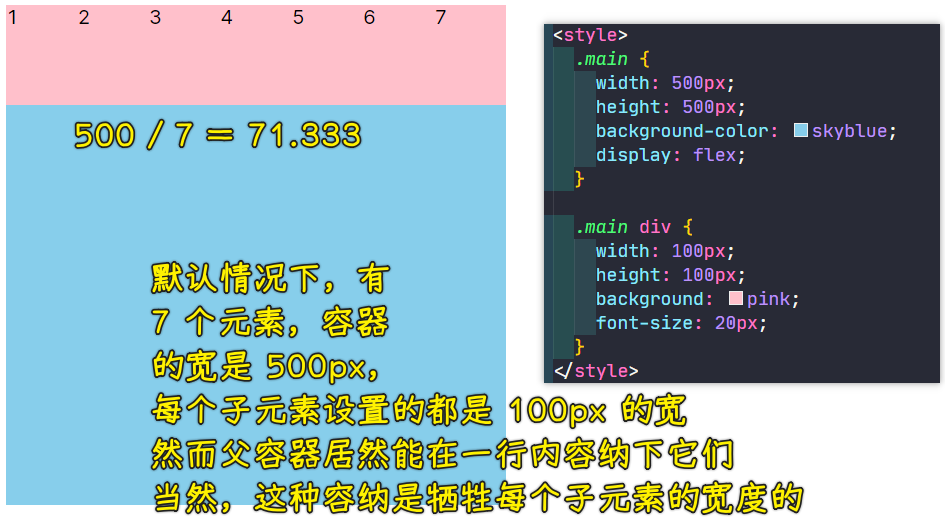 1 2 3 4 5 6 7
500 / 7 = 71.333
默认情况下，有
7 个元素，容器
的宽是 500px，
每个子元素设置的都是 100px 的宽
然而父容器居然能在一行内容纳下它们
当然，这种容纳是牺牲每个子元素的宽度的
<style>
.main {
width: 500px;
height: 500px;
background-color: skyblue;
display: flex;
}
.main div {
width: 100px;
height: 100px;
background: pink;
font-size: 20px;
}
</style>